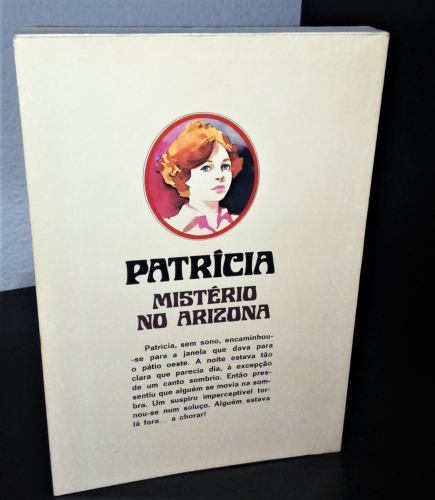 PATRÍCIA
MISTÉRIO
NO ARIZONA
Patrícia, sem sono, encaminhou-
-se para a janela que dava para
o pátio oeste. A noite estava tão
clara que parecia dia, à excepção
de um canto sombrio. Então pres-
sentiu que alguém se movia na som-
bra. Um suspiro imperceptível tor-
nou-se num soluço. Alguém estava
lá fora... a chorar!